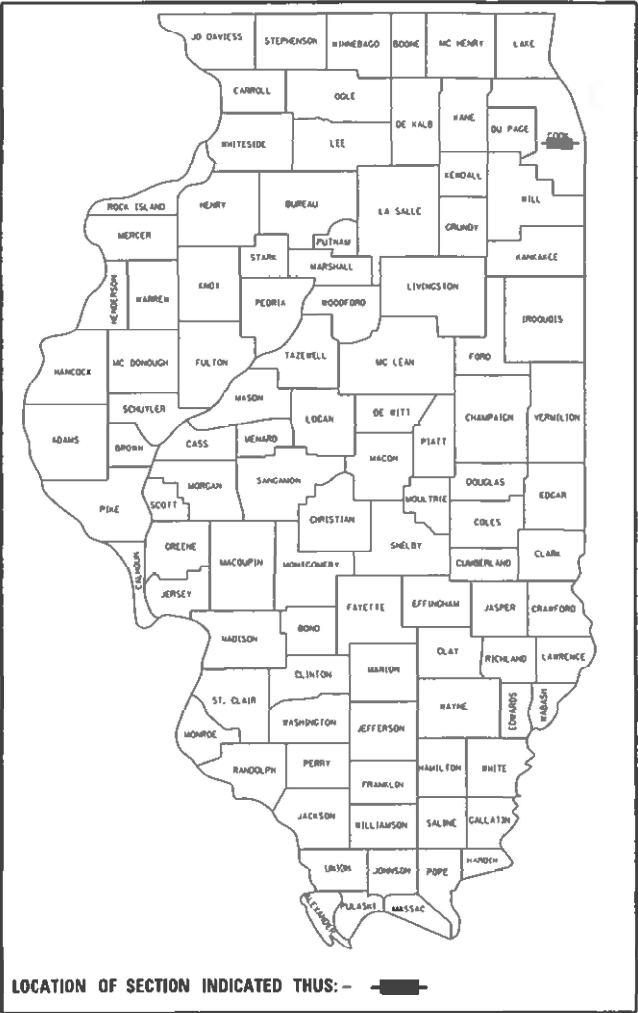 JO DAVIESS STEPHENSON WINNEBAGO BOONE MC HENRY LAKE
CARROLL OGLE
DE KALB KANE DU PAGE COOK
WHITESIDE LEE
KENDALL
ROCK ISLAND HENRY BUREAU LA SALLE WILL
GRUNDY
MERCER PUTNAM
STARK MARSHALL KANKAKEE
HENDERSON WARREN KNOX LIVINGSTON
PEORIA WOODFORD IROQUOIS
HANCOCK MC DONOUGH FULTON TAZEWELL MC LEAN FORD
MASON
SCHUYLER LOGAN DE WITT CHAMPAIGN VERMILION
ADAMS BROWN CASS MENARD PIATT
MACON
PIKE SCOTT MORGAN SANGAMON MOULTRIE DOUGLAS EDGAR
CHRISTIAN COLES
CALHOUN GREENE MACOUPIN MONTGOMERY SHELBY CUMBERLAND CLARK
JERSEY FAYETTE EFFINGHAM JASPER CRAWFORD
MADISON BOND
CLINTON MARION CLAY RICHLAND LAWRENCE
ST. CLAIR WAYNE EDWARDS WABASH
WASHINGTON JEFFERSON
MONROE
RANDOLPH PERRY HAMILTON WHITE
FRANKLIN
JACKSON WILLIAMSON SALINE GALLATIN
UNION JOHNSON POPE HARDIN
ALEXANDER PULASKI MASSAC
LOCATION OF SECTION INDICATED THUS: -